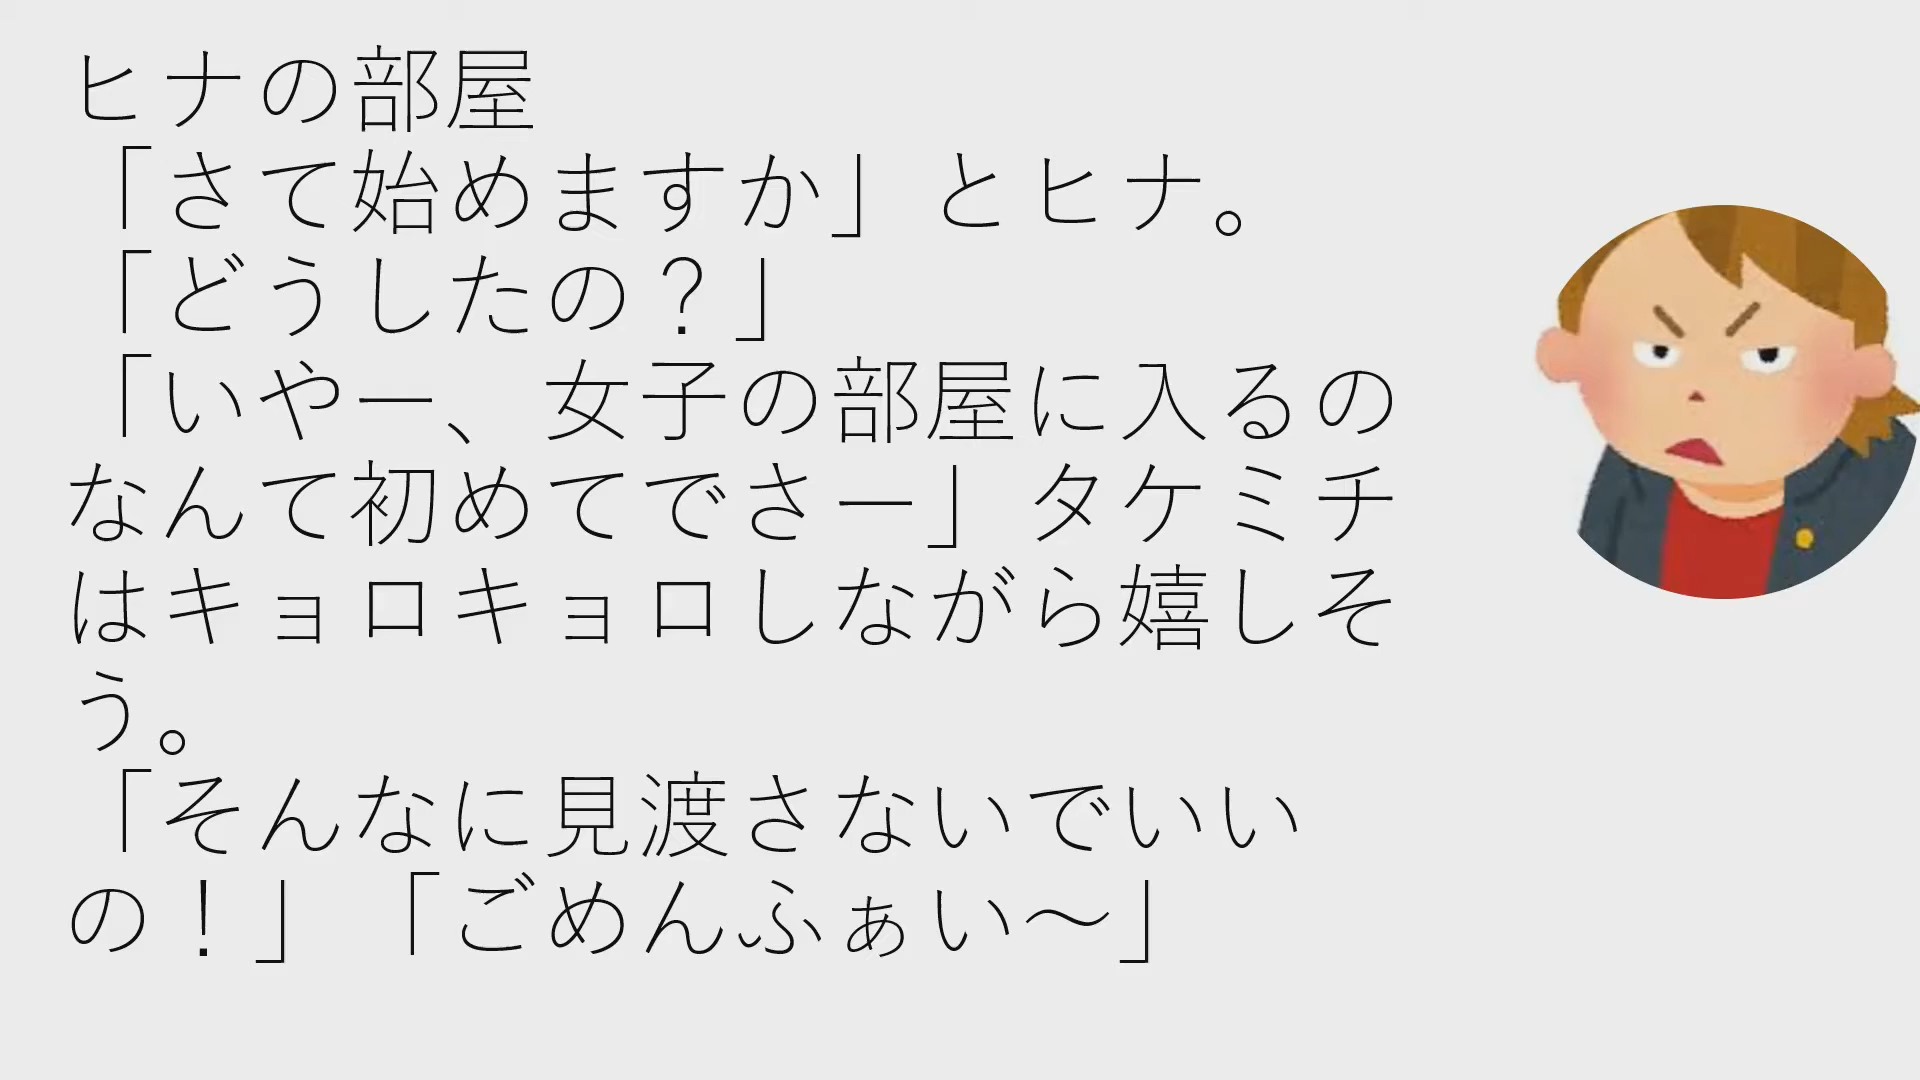 ヒナの部屋
「さて始めますか」とヒナ。
「どうしたの？」
「いやー、女子の部屋に入るの
なんて初めてでさー」タケミチ
はキョロキョロしながら嬉しそ
う。
「そんなに見渡さないでいい
の！」「ごめんふぁい～」